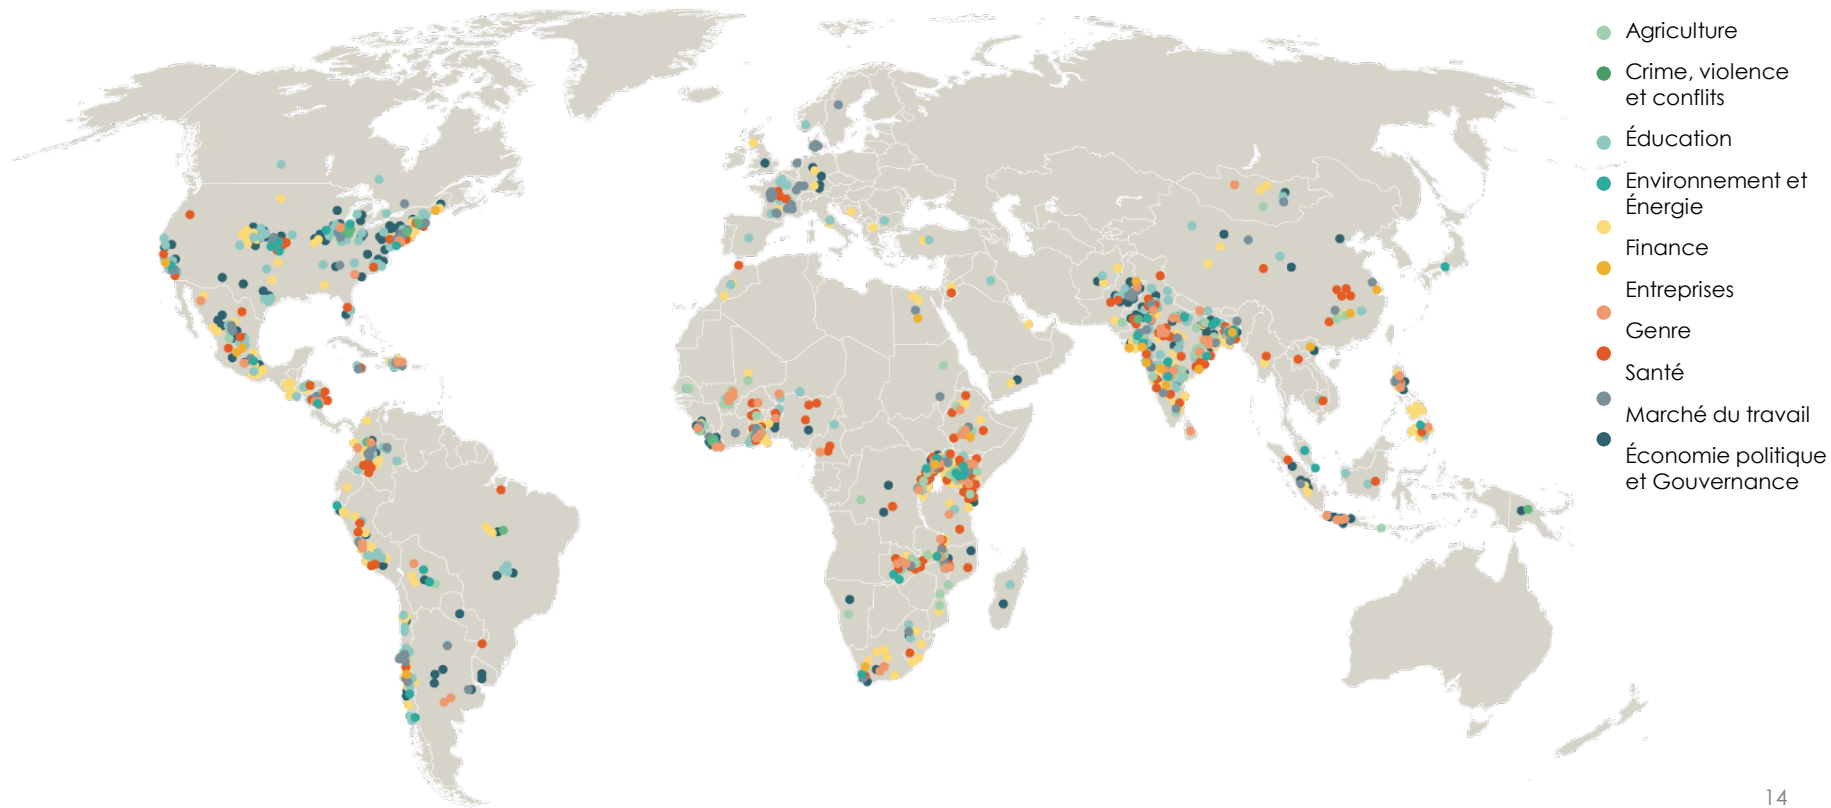 Agriculture
Crime, violence
et conflits
Éducation
Environnement et
Énergie
Finance
Entreprises
Genre
Santé
Marché du travail
Économie politique
et Gouvernance
14